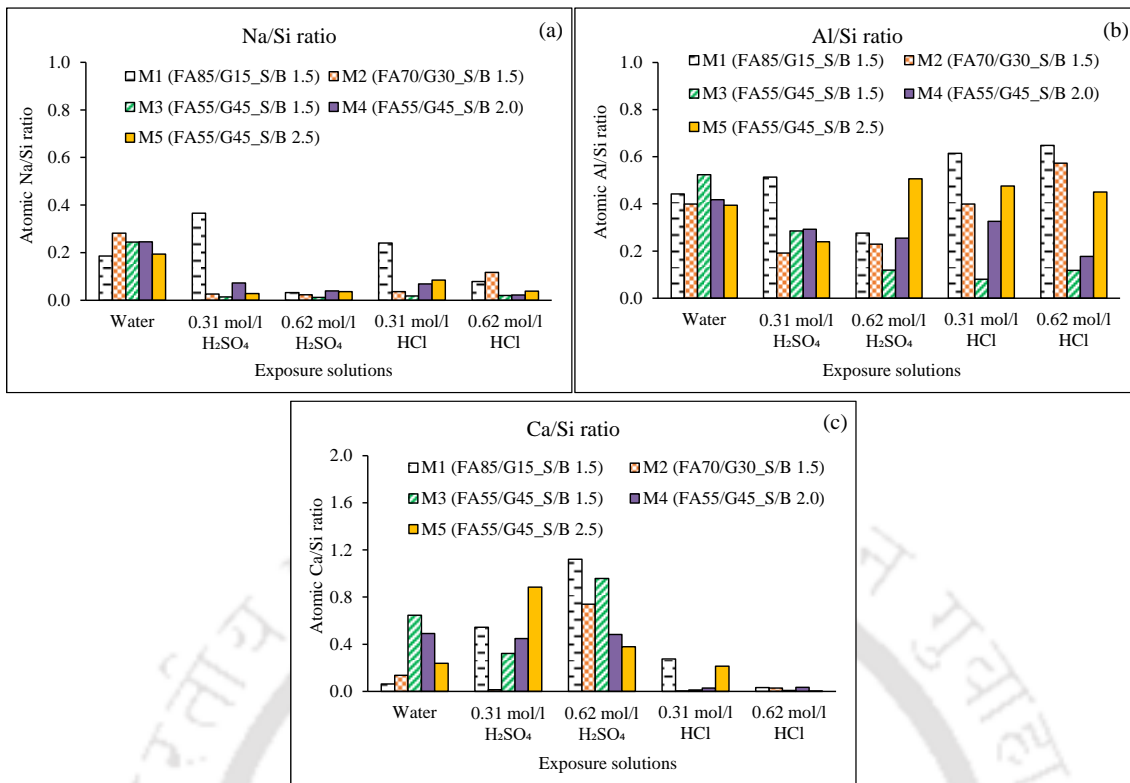 Na/Si ratio
(a)
1.0
0.8
0.6
0.4
0.2
0.0
Atomic Na/Si ratio
M1 (FA85/G15_S/B 1.5)
M2 (FA70/G30_S/B 1.5)
M3 (FA55/G45_S/B 1.5)
M4 (FA55/G45_S/B 2.0)
M5 (FA55/G45_S/B 2.5)
Water
0.31 mol/l
H₂SO₄
0.62 mol/l
H₂SO₄
0.31 mol/l
HCl
0.62 mol/l
HCl
Exposure solutions
Al/Si ratio
(b)
1.0
0.8
0.6
0.4
0.2
0.0
Atomic Al/Si ratio
M1 (FA85/G15_S/B 1.5)
M2 (FA70/G30_S/B 1.5)
M3 (FA55/G45_S/B 1.5)
M4 (FA55/G45_S/B 2.0)
M5 (FA55/G45_S/B 2.5)
Water
0.31 mol/l
H₂SO₄
0.62 mol/l
H₂SO₄
0.31 mol/l
HCl
0.62 mol/l
HCl
Exposure solutions
Ca/Si ratio
(c)
2.0
1.6
1.2
0.8
0.4
0.0
Atomic Ca/Si ratio
M1 (FA85/G15_S/B 1.5)
M2 (FA70/G30_S/B 1.5)
M3 (FA55/G45_S/B 1.5)
M4 (FA55/G45_S/B 2.0)
M5 (FA55/G45_S/B 2.5)
Water
0.31 mol/l
H₂SO₄
0.62 mol/l
H₂SO₄
0.31 mol/l
HCl
0.62 mol/l
HCl
Exposure solutions